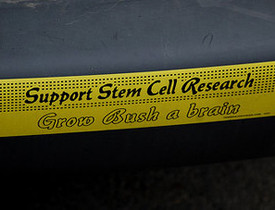 Support Stem Cell Research
Grow Bush a brain